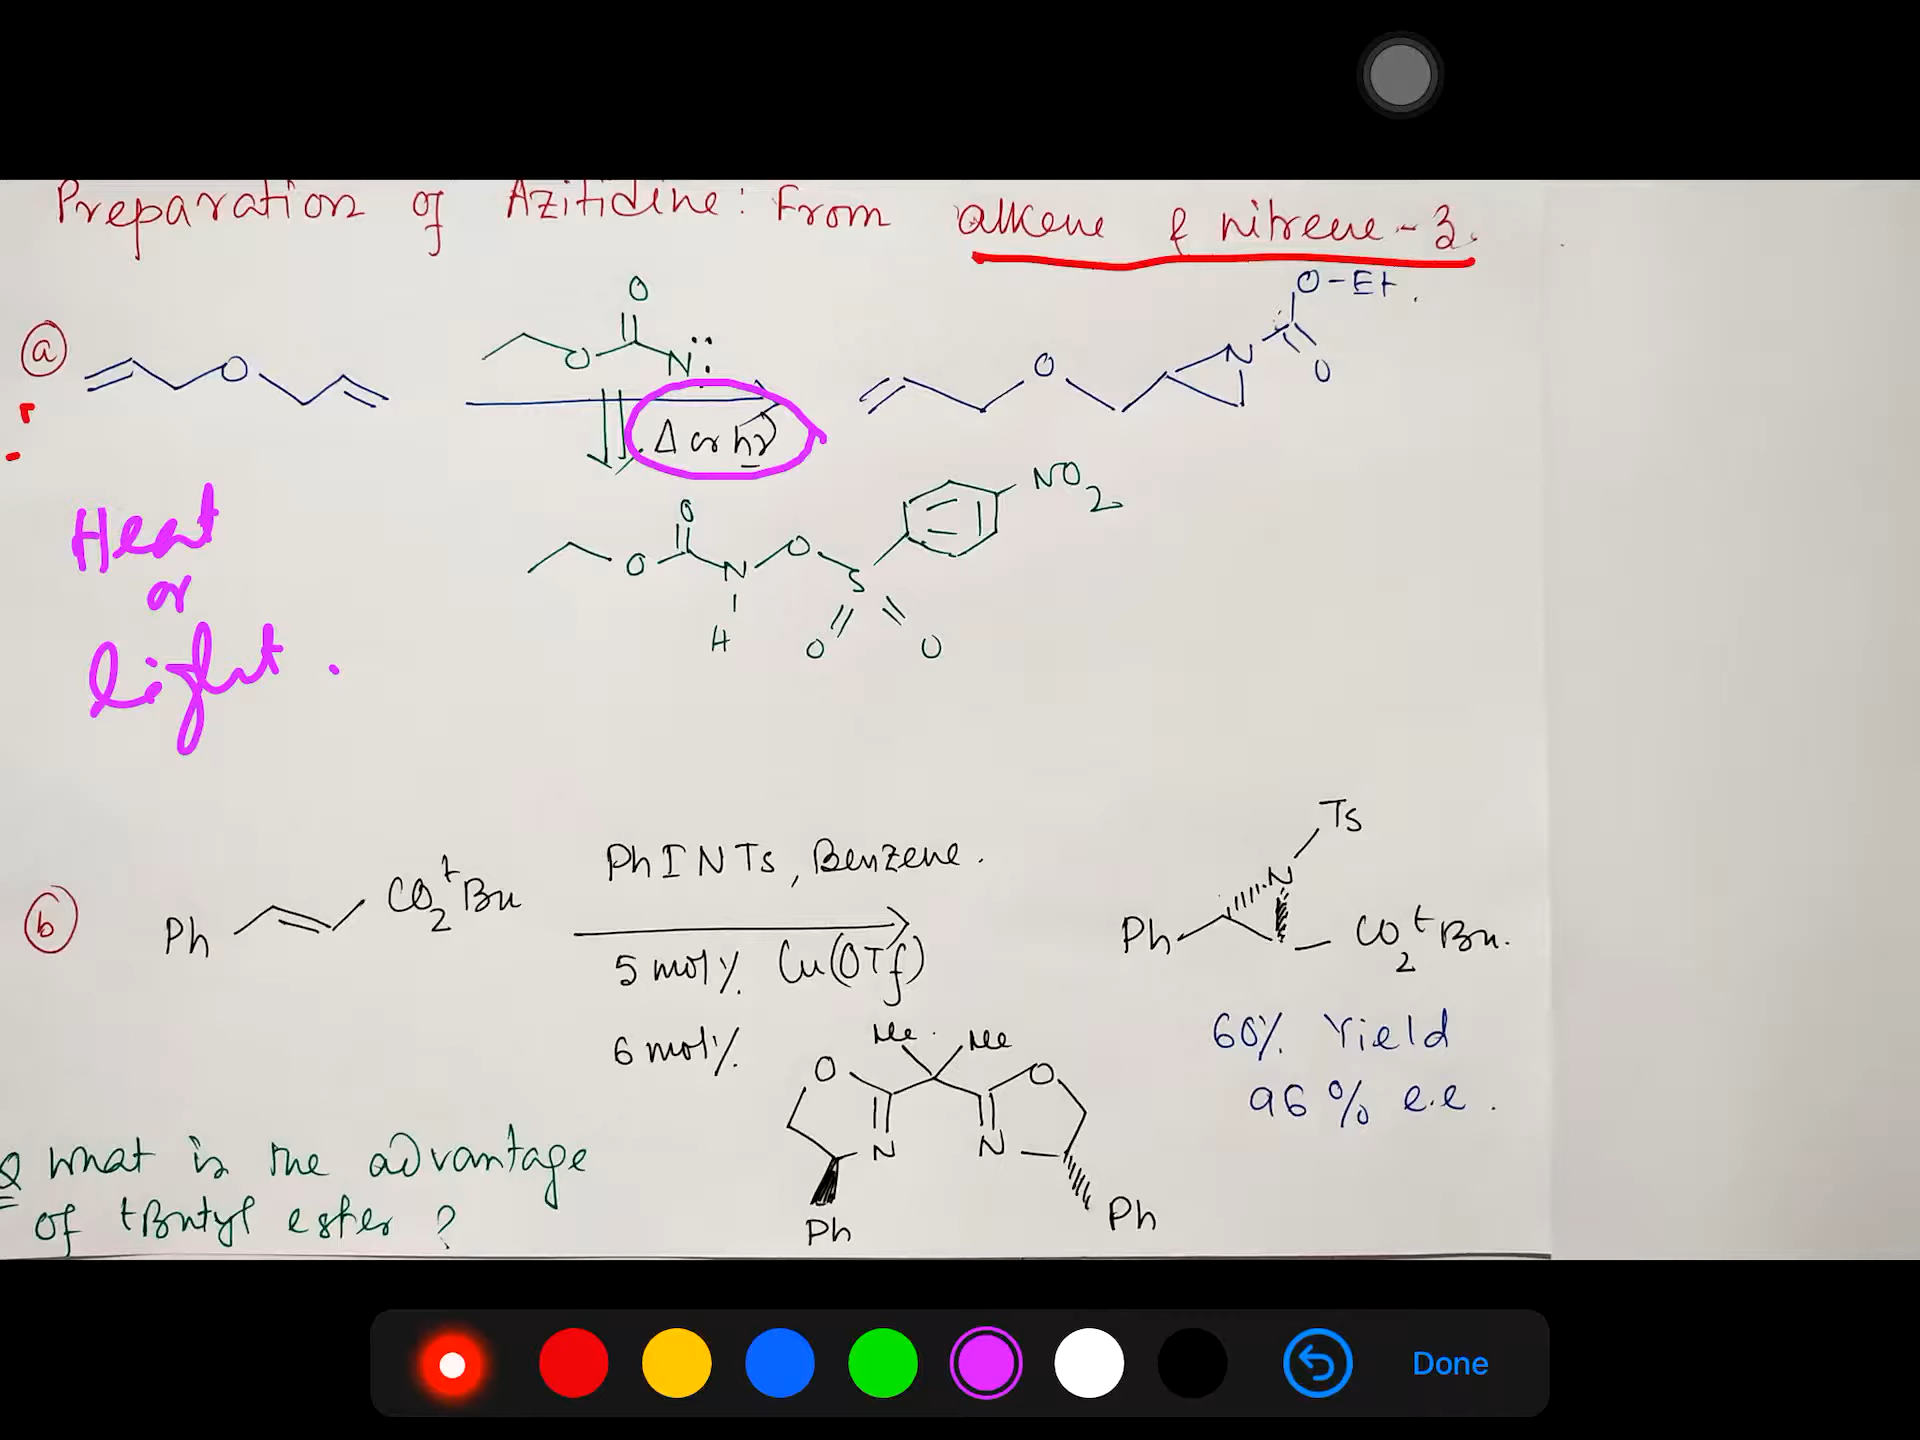 Preparation of Azitidine: From alkene & nitrene-3.
(a)
O
O
N
O
O
N
O-Et.
O
Δ or hν
Heat
or
light.
O
O
N
H
O
S
O
O
NO2
(b)
Ph
CO2tBu
PhINTs, Benzene.
5 mol% Cu(OTf)
6 mol%
Me
Me
O
N
O
N
Ph
Ph
Ts
N
Ph
CO2tBu.
60% Yield
96% e.e.
Q What is the advantage
of tButyl ester?
Done